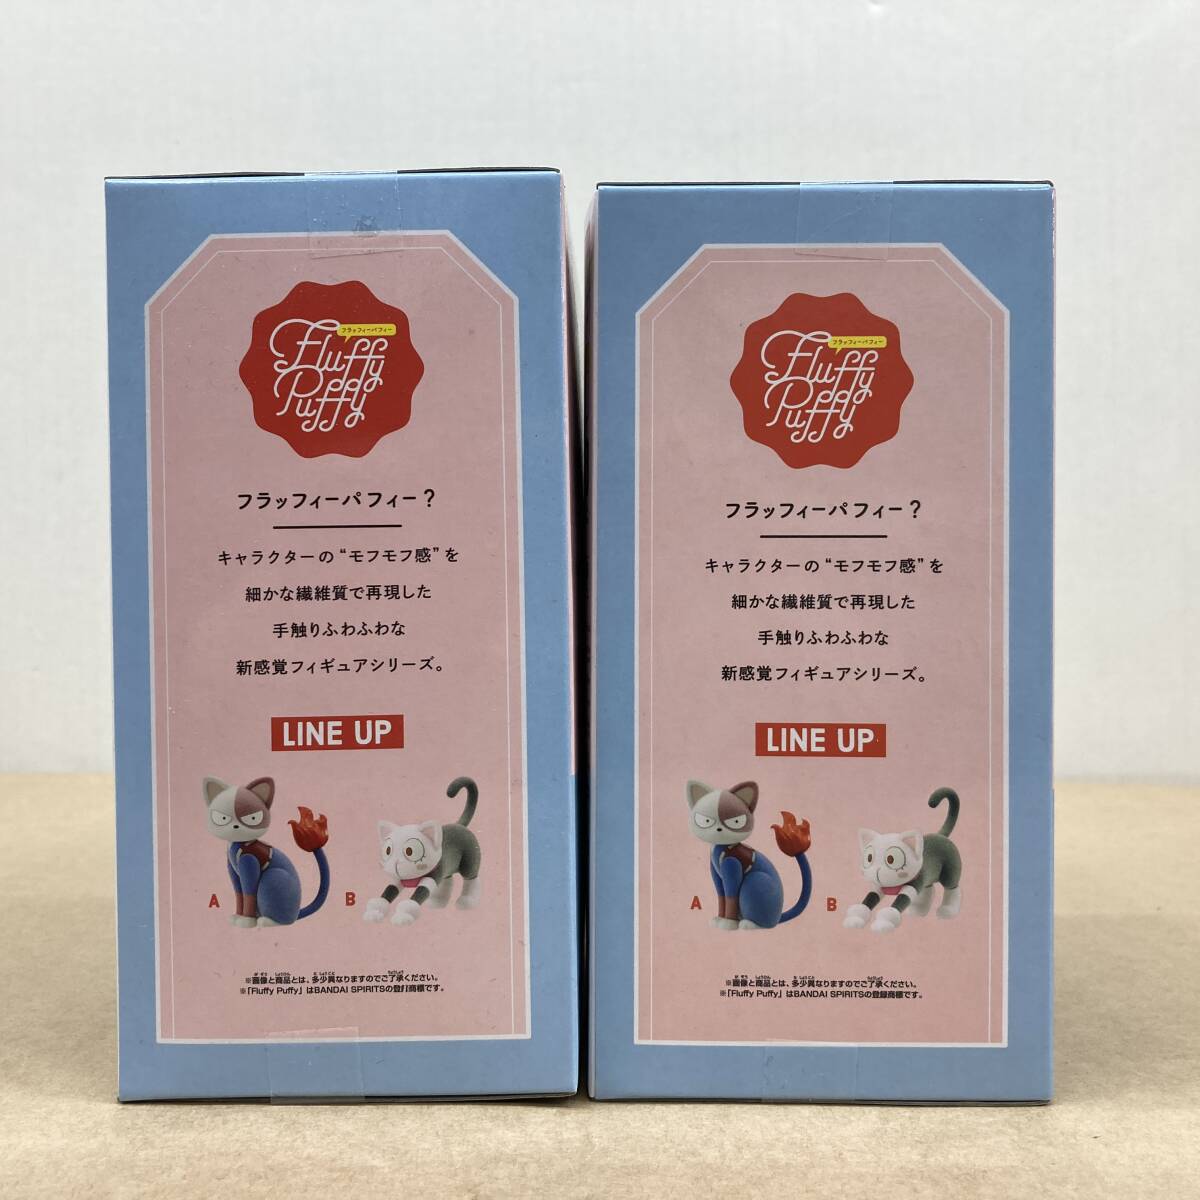 フラッフィーパフィー
Fluffy
Puffy
フラッフィーパフィー？
キャラクターの“モフモフ感”を
細かな繊維質で再現した
手触りふわふわな
新感覚フィギュアシリーズ。
LINE UP
A
B
※画像と商品とは、多少異なりますのでご了承ください。
※「Fluffy Puffy」はBANDAI SPIRITSの登録商標です。
フラッフィーパフィー
Fluffy
Puffy
フラッフィーパフィー？
キャラクターの“モフモフ感”を
細かな繊維質で再現した
手触りふわふわな
新感覚フィギュアシリーズ。
LINE UP
A
B
※画像と商品とは、多少異なりますのでご了承ください。
※「Fluffy Puffy」はBANDAI SPIRITSの登録商標です。